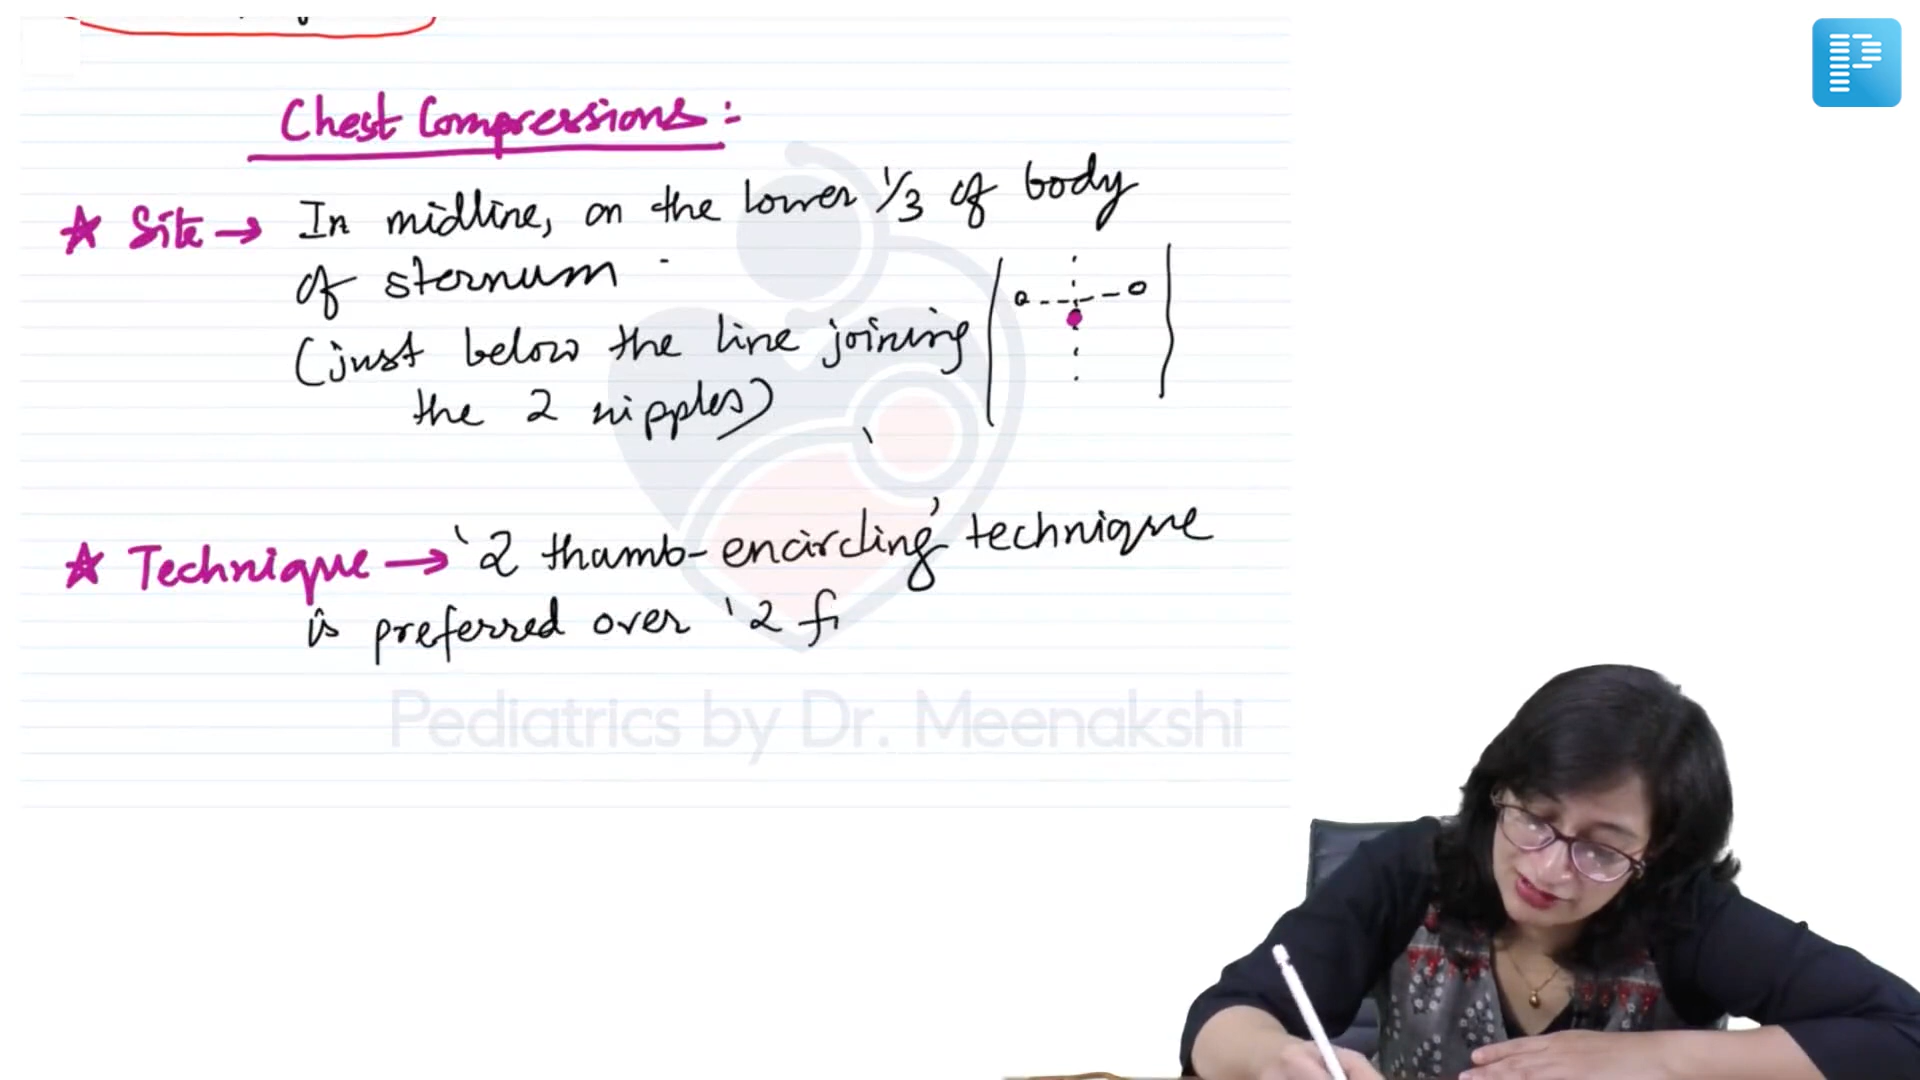 Chest Compressions:
★ Site → In midline, on the lower 1/3 of body
of sternum
(just below the line joining
the 2 nipples)
★ Technique → '2 thamb-encircling' technique
is preferred over '2 fi
Pediatrics by Dr. Meenakshi